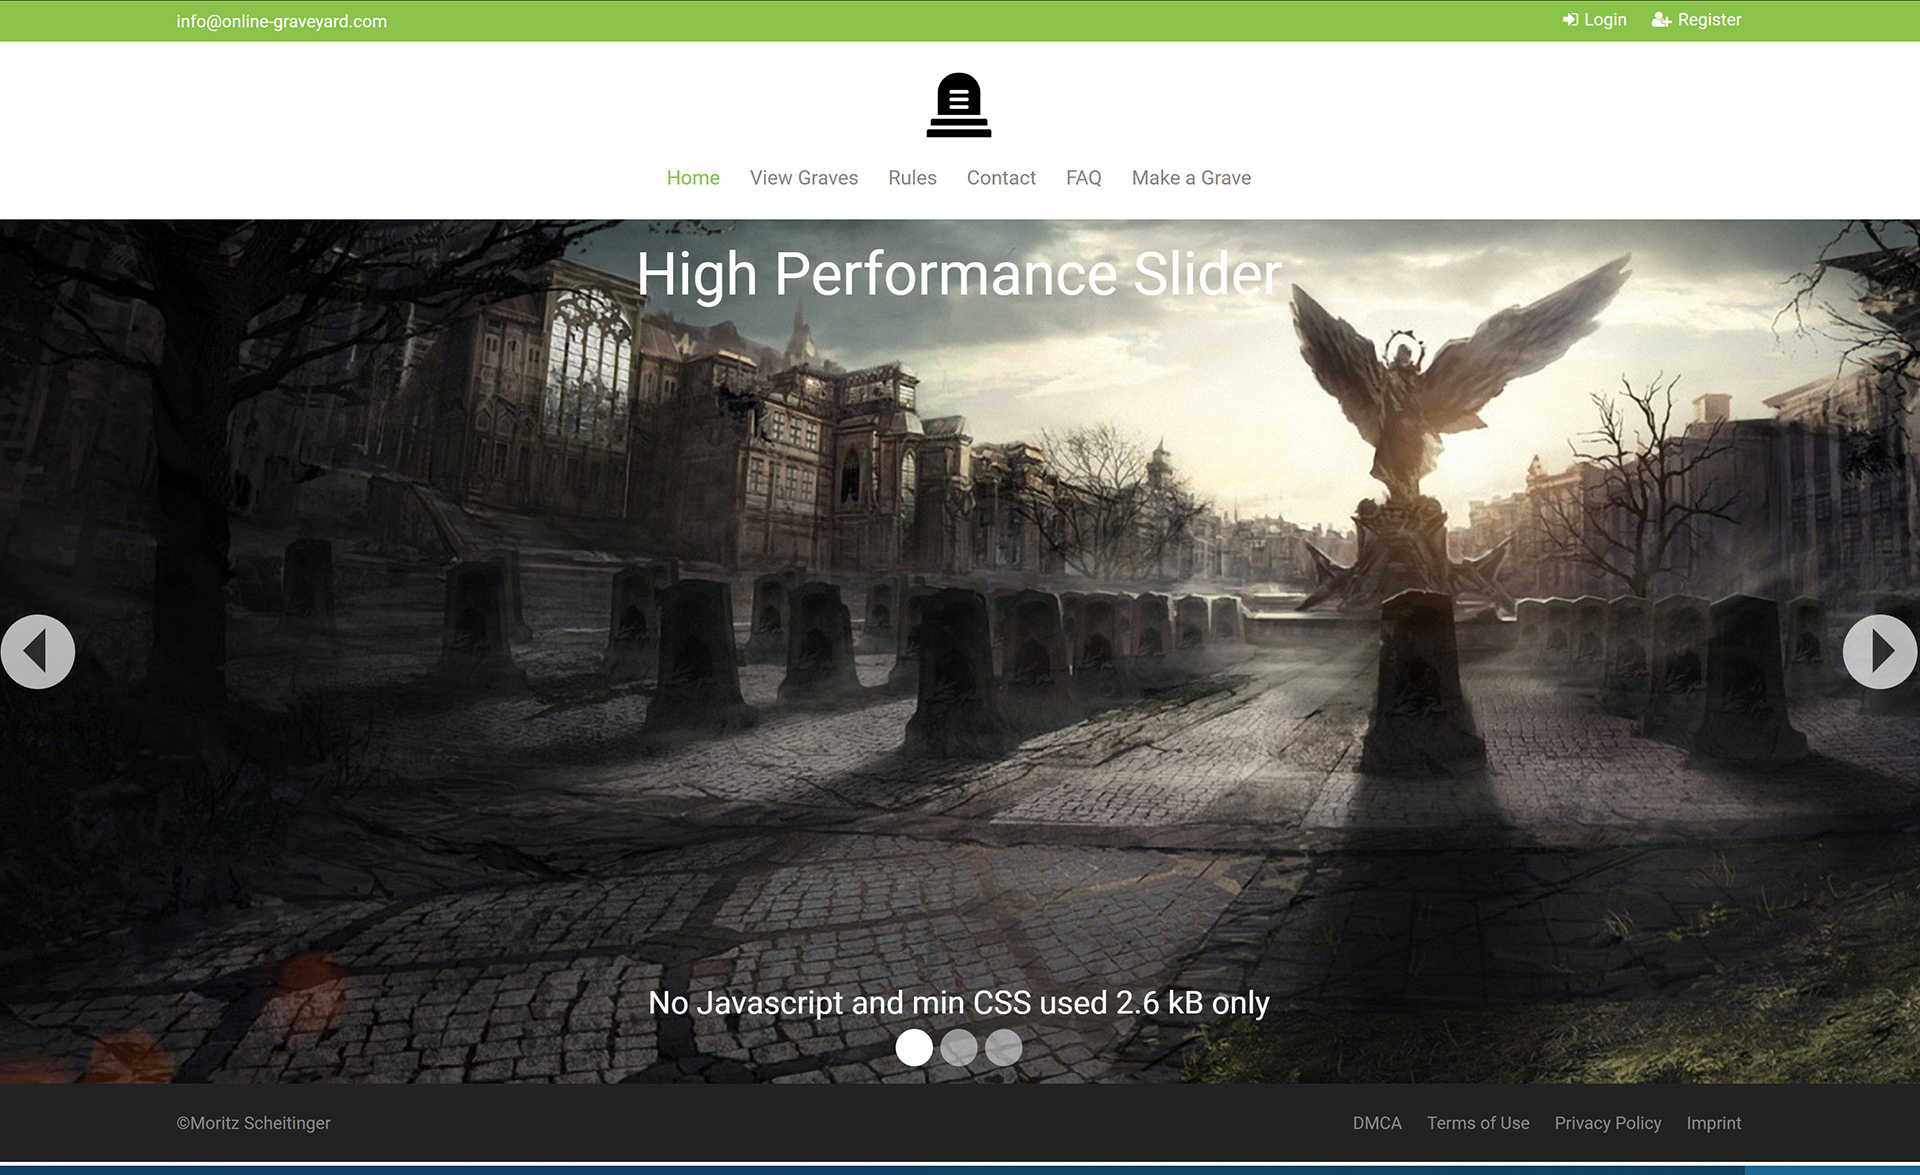 info@online-graveyard.com
Login Register
Home View Graves Rules Contact FAQ Make a Grave
High Performance Slider
No Javascript and min CSS used 2.6 kB only
©Moritz Scheitinger
DMCA Terms of Use Privacy Policy Imprint